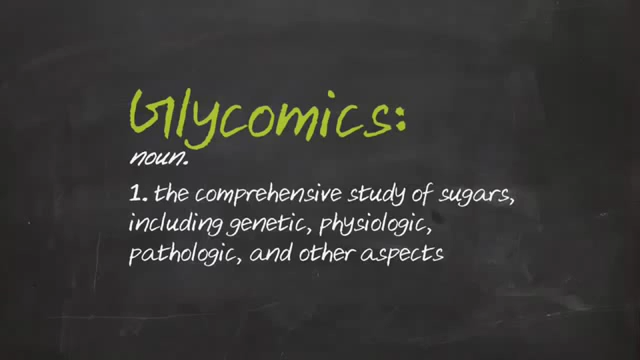 Glycomics:
noun.
1. the comprehensive study of sugars,
including genetic, physiologic,
pathologic, and other aspects